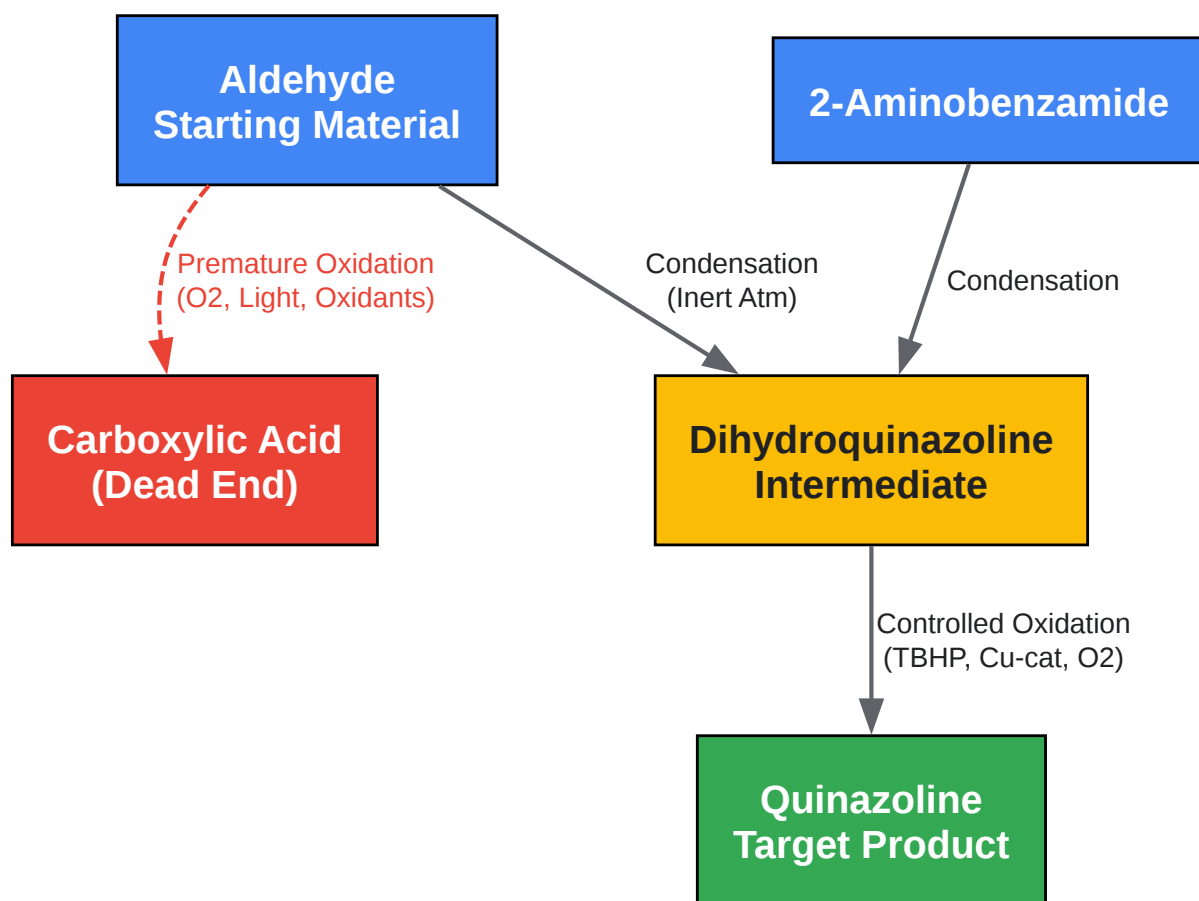 Aldehyde
Starting Material
2-Aminobenzamide
Premature Oxidation
(O2, Light, Oxidants)
Condensation
(Inert Atm)
Condensation
Carboxylic Acid
(Dead End)
Dihydroquinazoline
Intermediate
Controlled Oxidation
(TBHP, Cu-cat, O2)
Quinazoline
Target Product